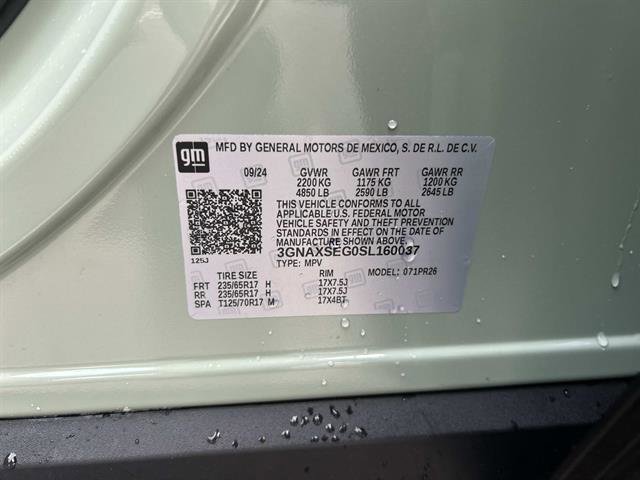 gm MFD BY GENERAL MOTORS DE MEXICO, S. DE R.L. DE C.V.
09/24 GVWR GAWR FRT GAWR RR
2200 KG 1175 KG 1200 KG
4850 LB 2590 LB 2645 LB
THIS VEHICLE CONFORMS TO ALL
APPLICABLE U.S. FEDERAL MOTOR
VEHICLE SAFETY AND THEFT PREVENTION
STANDARDS IN EFFECT ON THE DATE OF
MANUFACTURE SHOWN ABOVE.
3GNAXSEG0SL160037
125J TYPE: MPV MODEL: 071PR26
TIRE SIZE RIM
FRT 235/65R17 H 17X7.5J
RR 235/65R17 H 17X7.5J
SPA T125/70R17 M 17X4BT